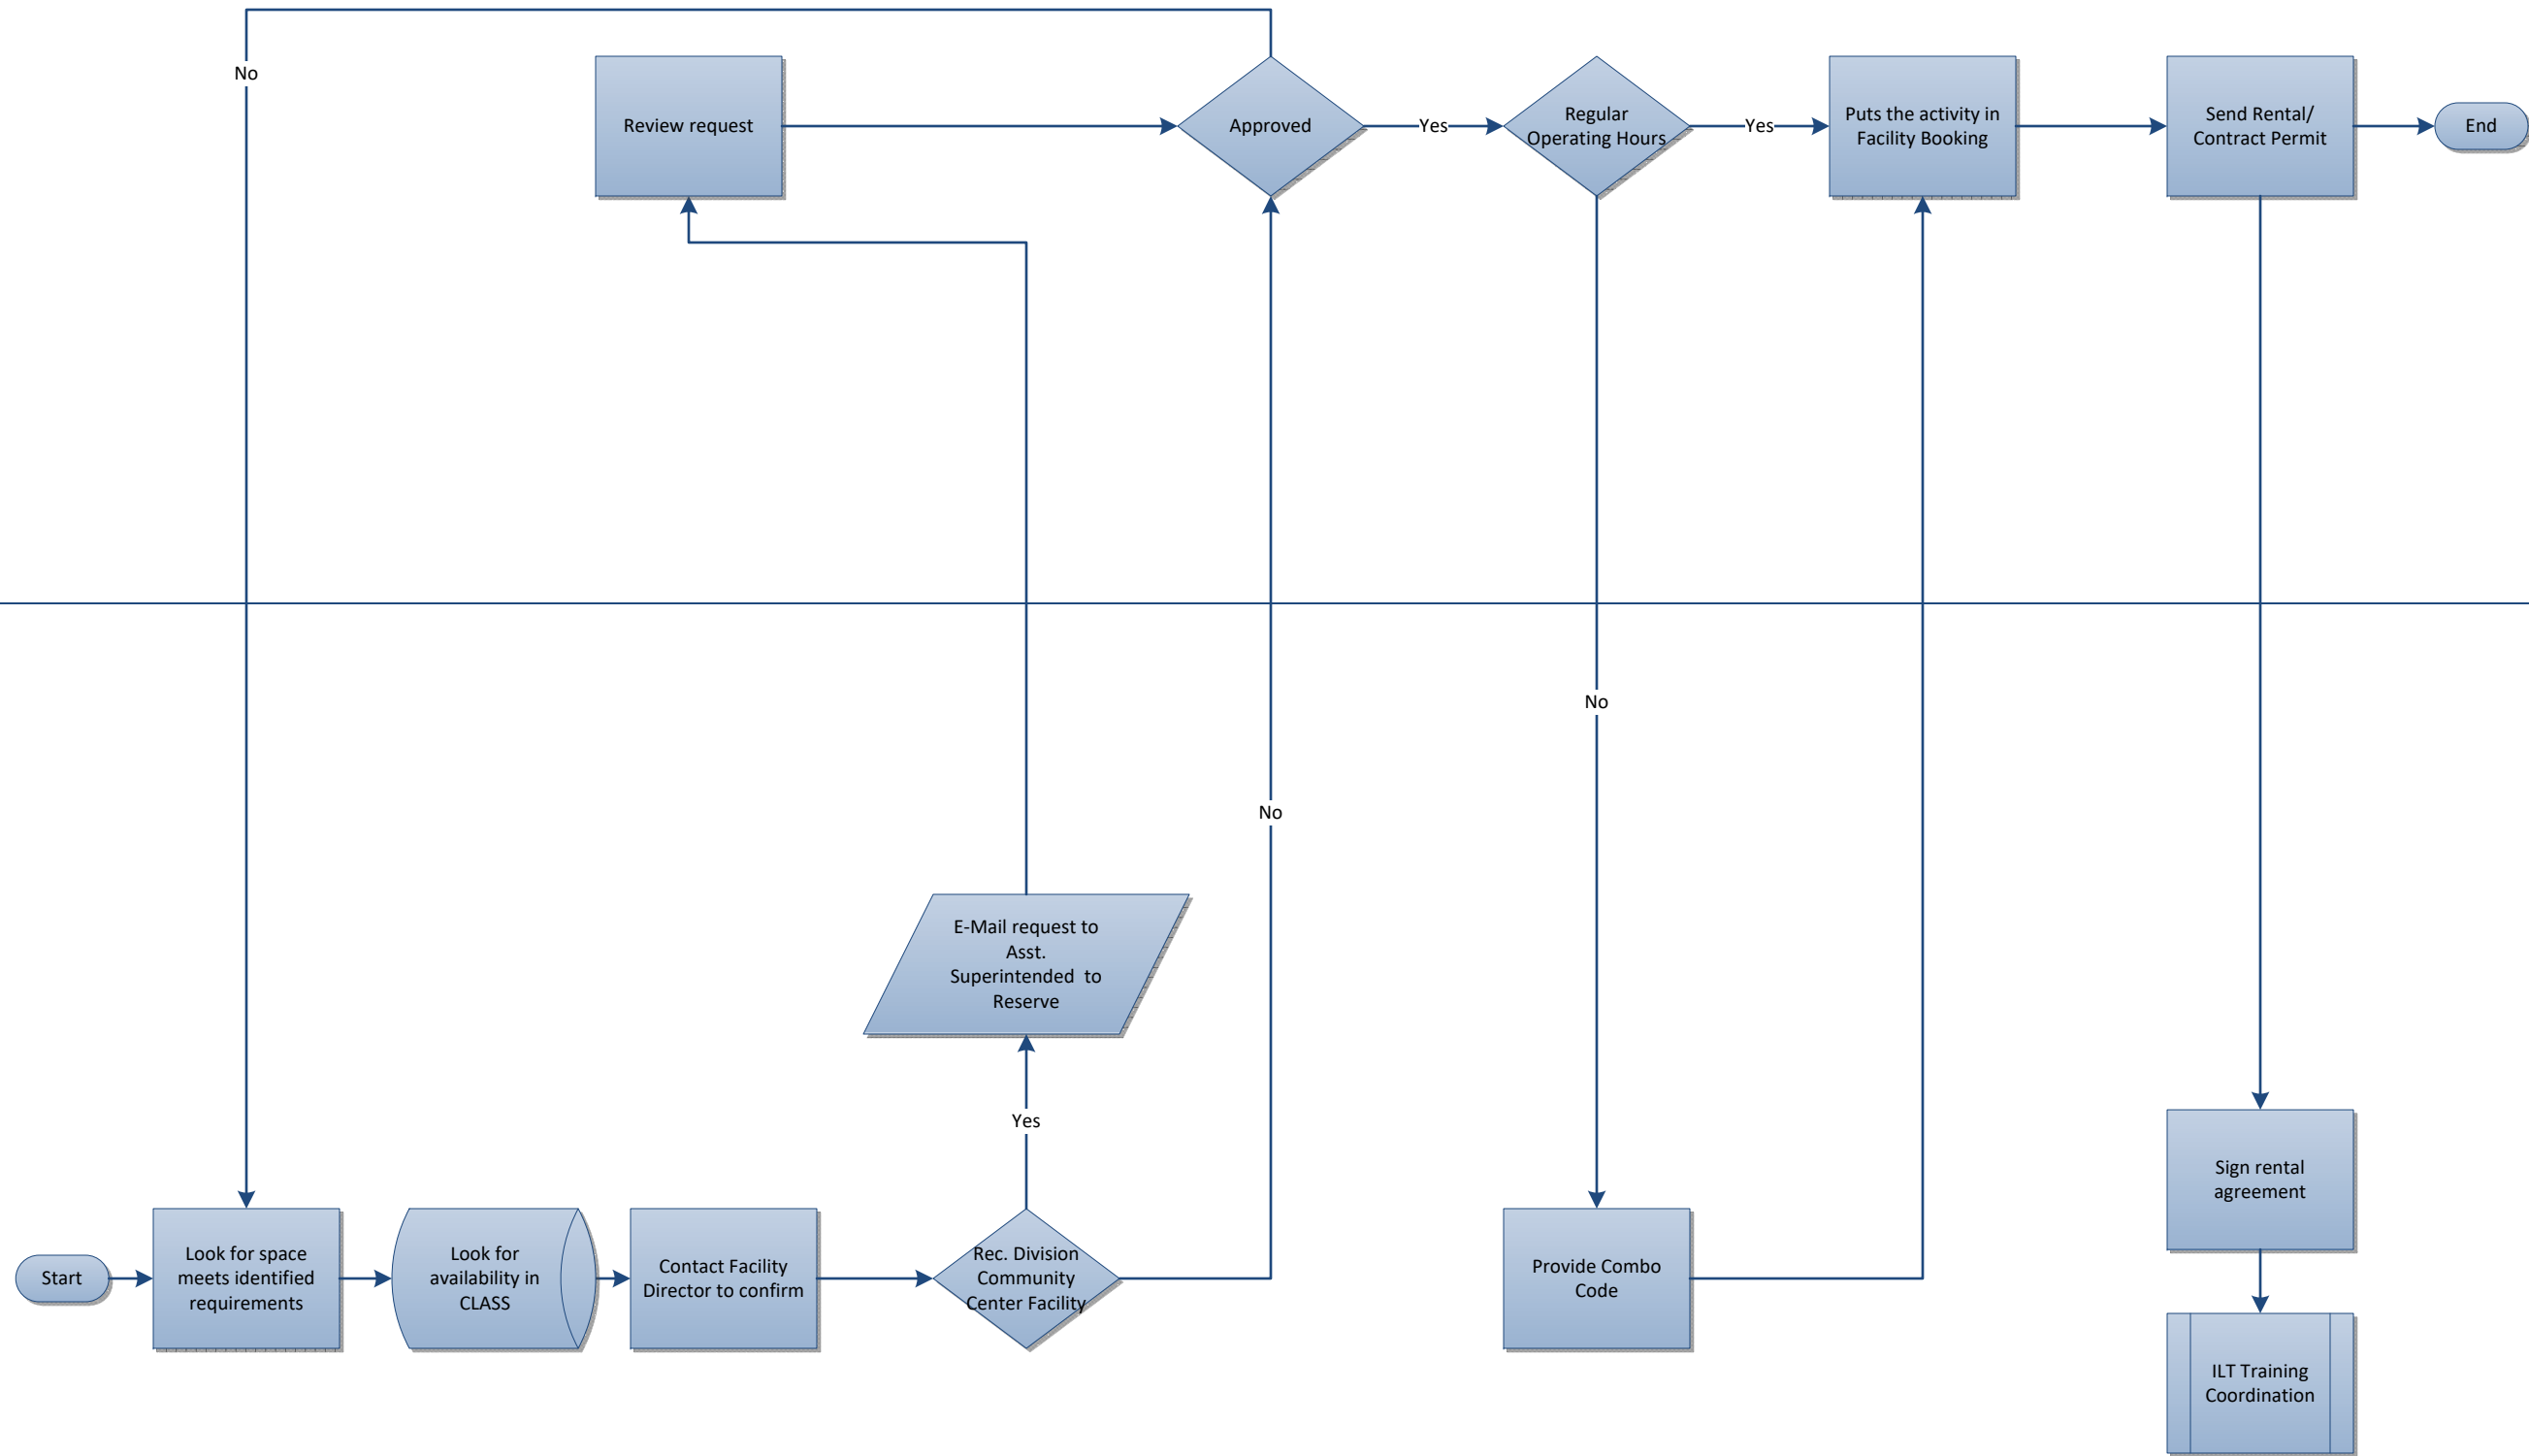 No
Review request
Approved
Yes
Regular
Operating Hours
Yes
Puts the activity in
Facility Booking
Send Rental/
Contract Permit
End
No
No
E-Mail request to
Asst.
Superintended  to
Reserve
Yes
Sign rental
agreement
Start
Look for space
meets identified
requirements
Look for
availability in
CLASS
Contact Facility
Director to confirm
Rec. Division
Community
Center Facility
Provide Combo
Code
ILT Training
Coordination